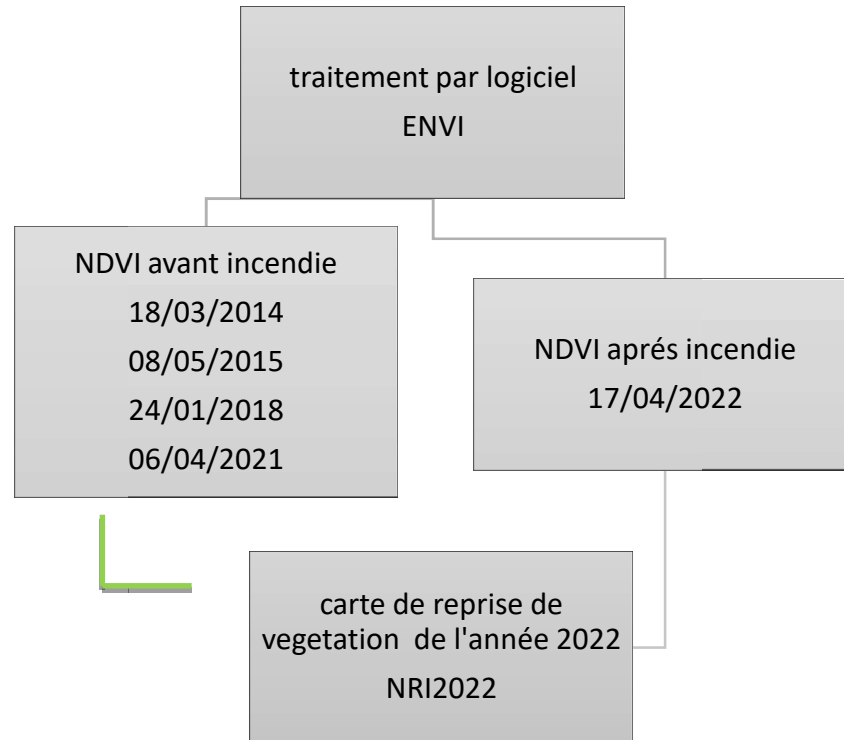 traitement par logiciel
ENVI
NDVI avant incendie
18/03/2014
08/05/2015
24/01/2018
06/04/2021
NDVI aprés incendie
17/04/2022
carte de reprise de
vegetation de l'année 2022
NRI2022